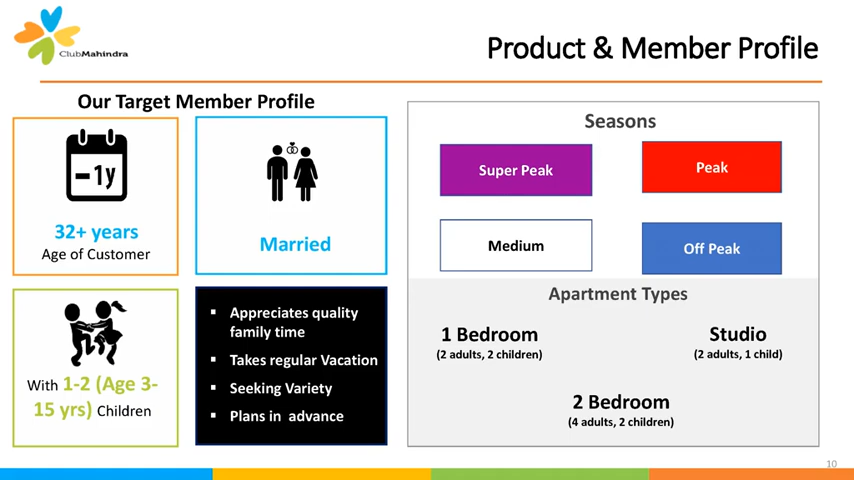 ClubMahindra
Product & Member Profile
Our Target Member Profile
–1y
32+ years
Age of Customer
Married
With 1-2 (Age 3-
15 yrs) Children
▪ Appreciates quality
family time
▪ Takes regular Vacation
▪ Seeking Variety
▪ Plans in advance
Seasons
Super Peak
Peak
Medium
Off Peak
Apartment Types
1 Bedroom
(2 adults, 2 children)
Studio
(2 adults, 1 child)
2 Bedroom
(4 adults, 2 children)
10